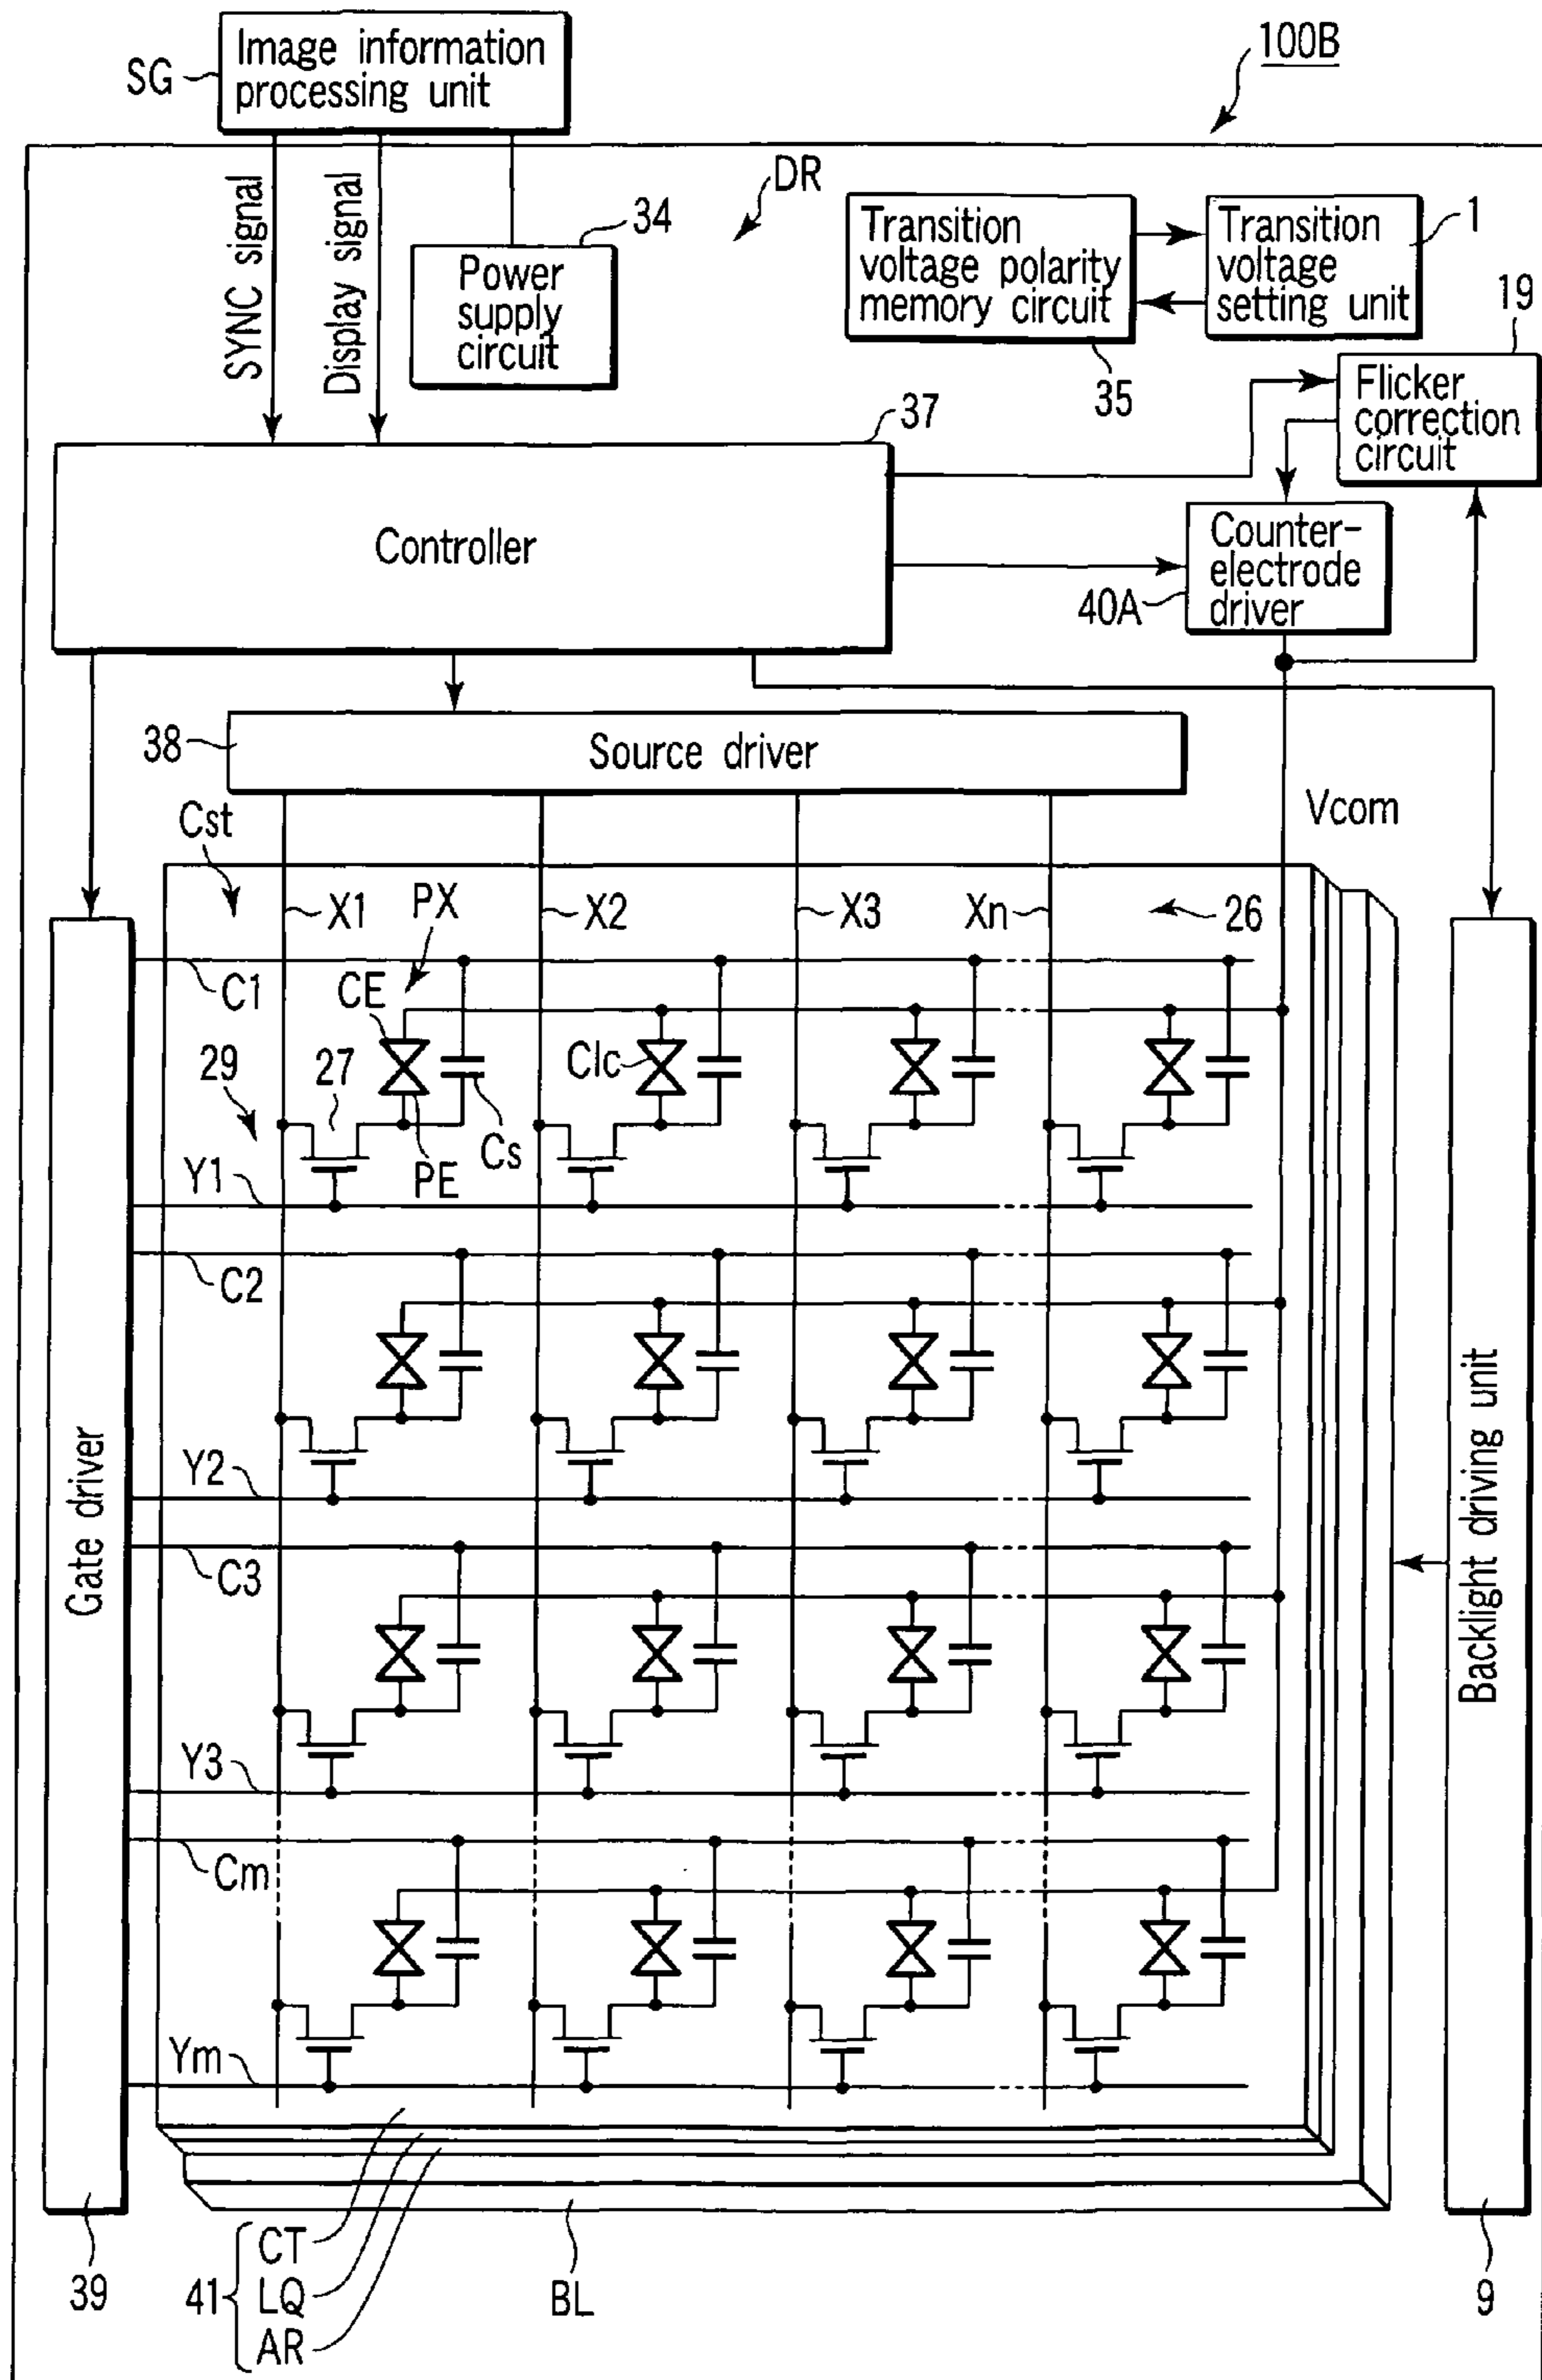 100B
SG
Image information
processing unit
SYNC signal
Display signal
34
Power
supply
circuit
DR
Transition
voltage polarity
memory circuit
35
Transition
voltage
setting unit
1
19
Flicker
correction
circuit
37
Controller
Counter-
electrode
driver
40A
38
Source driver
Vcom
Cst
X1
PX
X2
X3
Xn
26
C1
CE
Clc
29
27
Cs
PE
Y1
C2
Y2
C3
Y3
Cm
Ym
Gate driver
Backlight driving unit
39
41
CT
LQ
AR
BL
9